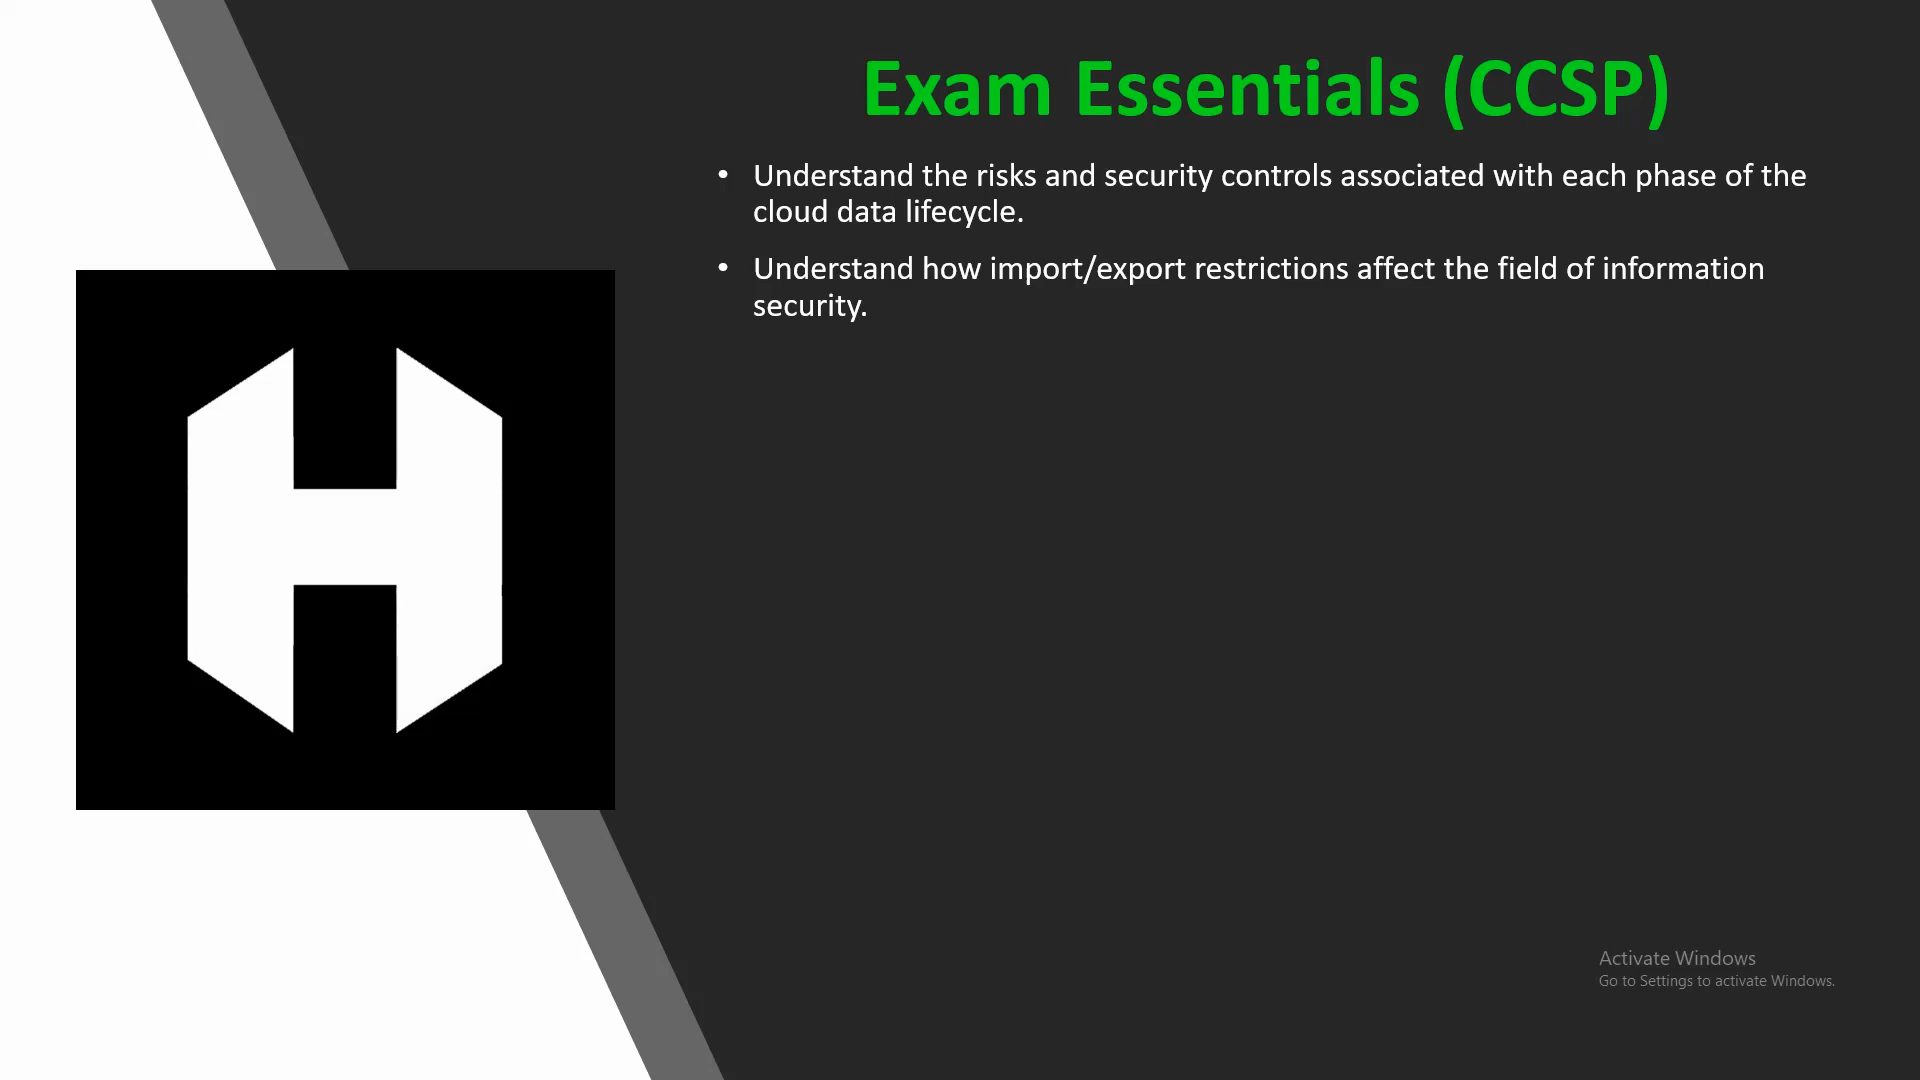 Exam Essentials (CCSP)
• Understand the risks and security controls associated with each phase of the
cloud data lifecycle.
• Understand how import/export restrictions affect the field of information
security.
H
Activate Windows
Go to Settings to activate Windows.